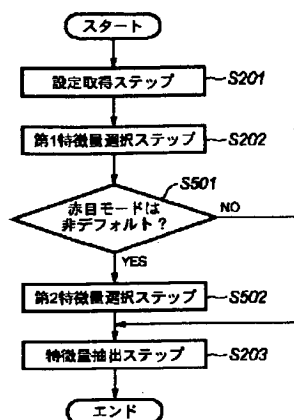 スタート
設定取得ステップ S201
第1特徴量選択ステップ S202
S501
赤目モードは
非デフォルト？
NO
YES
第2特徴量選択ステップ S502
特徴量抽出ステップ S203
エンド